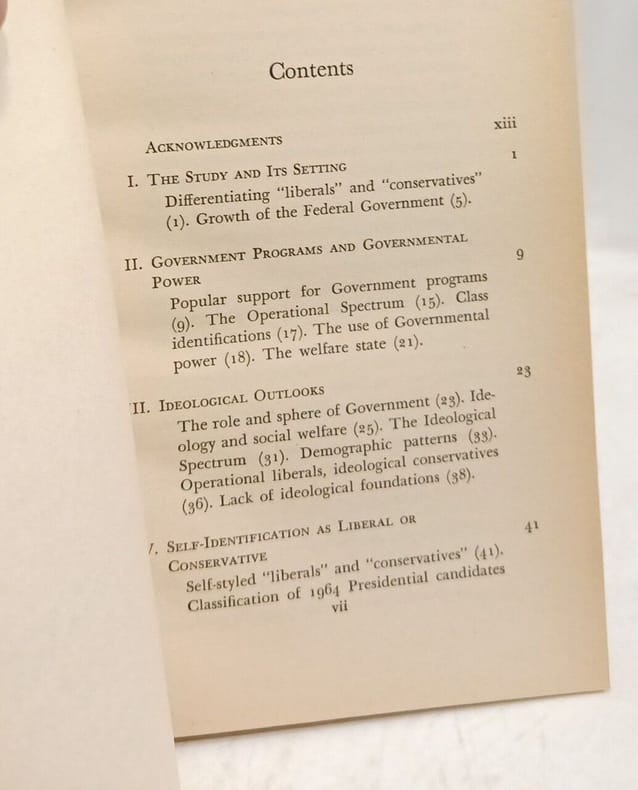 Contents
ACKNOWLEDGMENTS xiii
I. THE STUDY AND ITS SETTING 1
Differentiating "liberals" and "conservatives"
(1). Growth of the Federal Government (5).
II. GOVERNMENT PROGRAMS AND GOVERNMENTAL
POWER 9
Popular support for Government programs
(9). The Operational Spectrum (15). Class
identifications (17). The use of Governmental
power (18). The welfare state (21).
II. IDEOLOGICAL OUTLOOKS 23
The role and sphere of Government (23). Ide-
ology and social welfare (25). The Ideological
Spectrum (31). Demographic patterns (33).
Operational liberals, ideological conservatives
(36). Lack of ideological foundations (38).
V. SELF-IDENTIFICATION AS LIBERAL OR
CONSERVATIVE 41
Self-styled "liberals" and "conservatives" (41).
Classification of 1964 Presidential candidates
vii